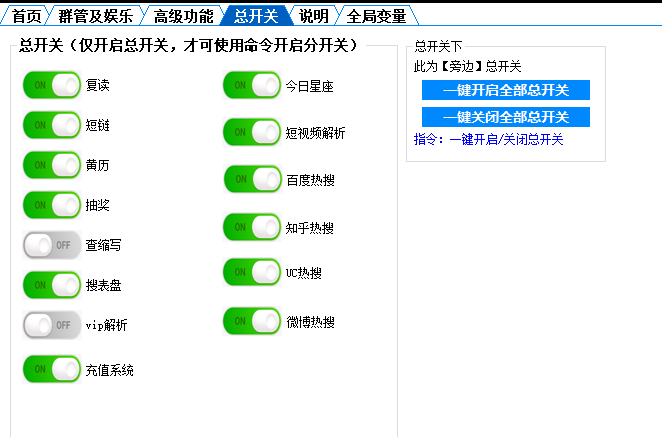 首页 群管及娱乐 高级功能 总开关 说明 全局变量
总开关（仅开启总开关，才可使用命令开启分开关）
ON 复读
ON 短链
ON 黄历
ON 抽奖
OFF 查缩写
ON 搜表盘
OFF vip解析
ON 充值系统
ON 今日星座
ON 短视频解析
ON 百度热搜
ON 知乎热搜
ON UC热搜
ON 微博热搜
总开关下
此为【旁边】总开关
一键开启全部总开关
一键关闭全部总开关
指令：一键开启/关闭总开关